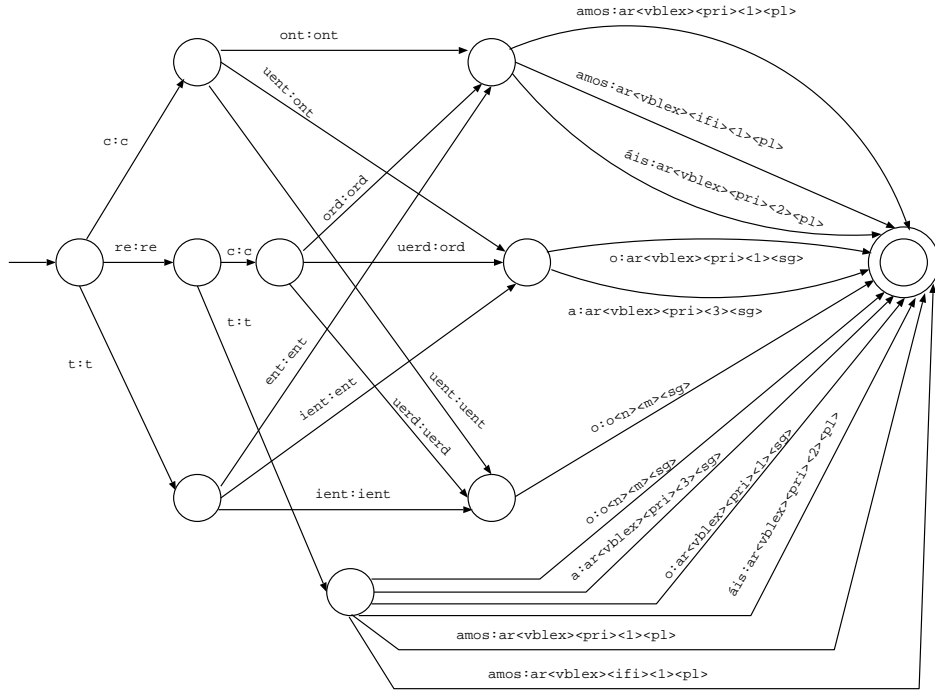 amos:ar<vblex><pri><1><pl>
ont:ont
uent:ont
amos:ar<vblex><ifi><1><pl>
c:c
áis:ar<vblex><pri><2><pl>
ord:ord
re:re
c:c
uerd:ord
o:ar<vblex><pri><1><sg>
a:ar<vblex><pri><3><sg>
t:t
t:t
ent:ent
ient:ent
uent:uent
uerd:uerd
o:o<n><m><sg>
ient:ient
o:o<n><m><sg>
a:ar<vblex><pri><3><sg>
o:ar<vblex><pri><1><sg>
áis:ar<vblex><pri><2><pl>
amos:ar<vblex><pri><1><pl>
amos:ar<vblex><ifi><1><pl>